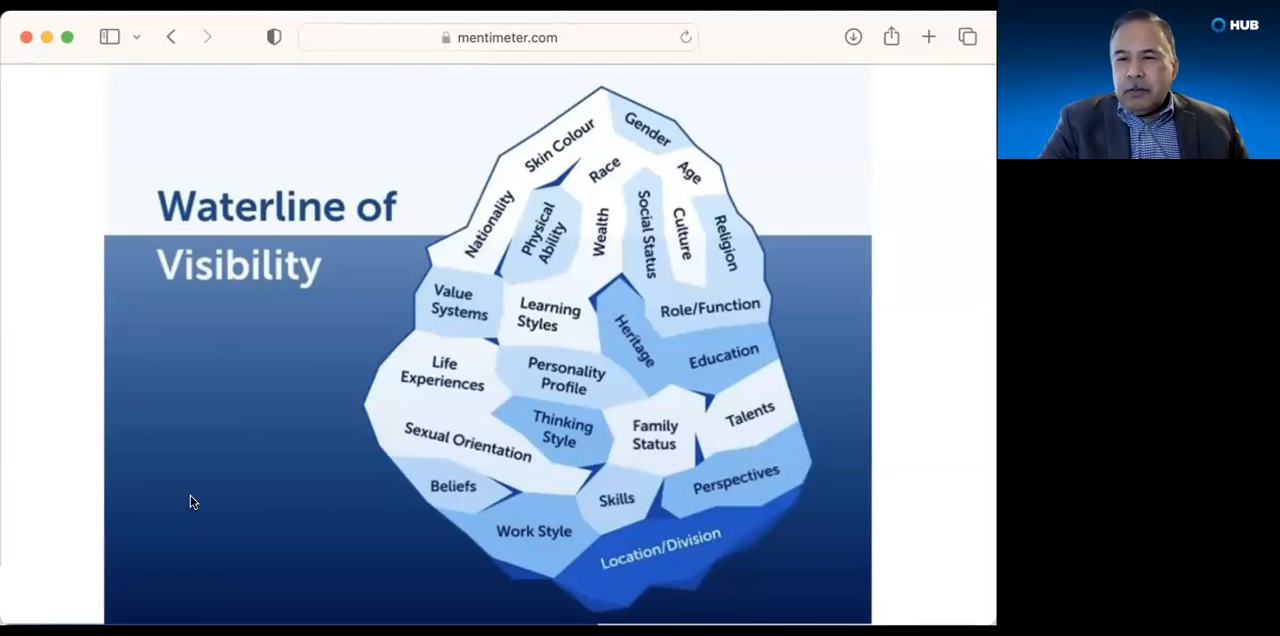 mentimeter.com
HUB
Waterline of
Visibility
Skin Colour
Gender
Nationality
Physical
Ability
Race
Age
Wealth
Social Status
Culture
Religion
Value
Systems
Learning
Styles
Heritage
Role/Function
Life
Experiences
Personality
Profile
Education
Sexual Orientation
Thinking
Style
Family
Status
Talents
Beliefs
Skills
Perspectives
Work Style
Location/Division